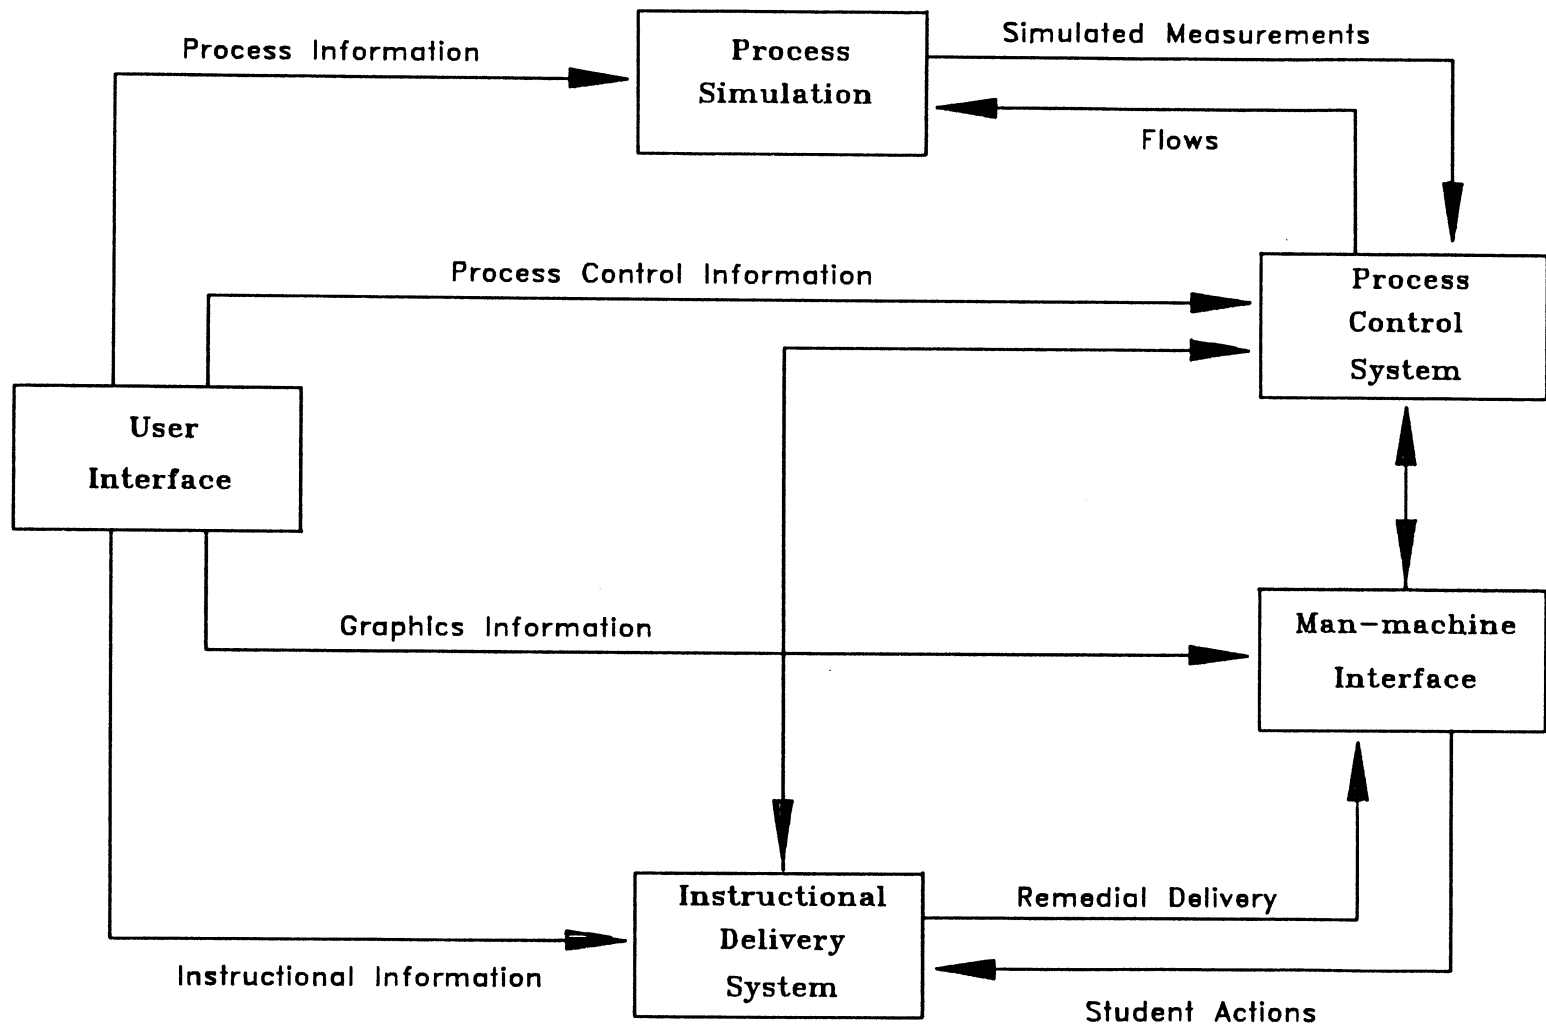 Process Information
Process
Simulation
Simulated Measurements
Flows
Process Control Information
Process
Control
System
User
Interface
Graphics Information
Man-machine
Interface
Instructional
Delivery
System
Remedial Delivery
Instructional Information
Student Actions